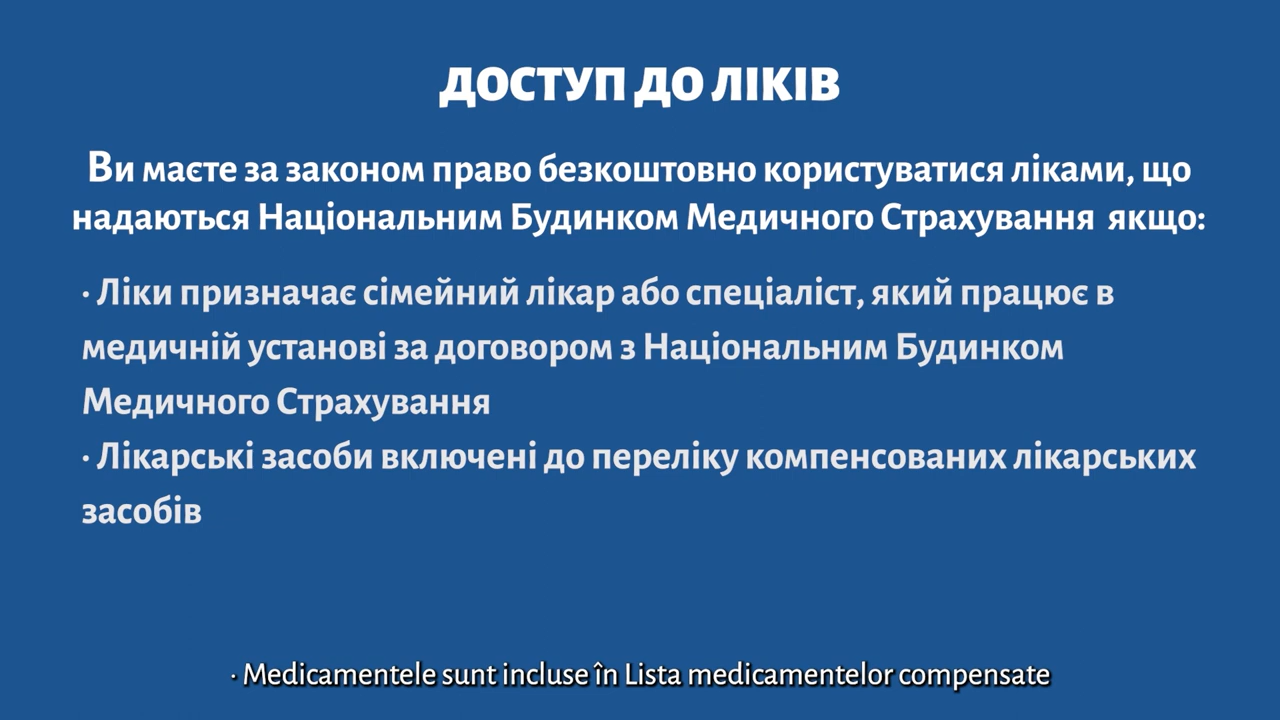 ДОСТУП ДО ЛІКІВ
Ви маєте за законом право безкоштовно користуватися ліками, що
надаються Національним Будинком Медичного Страхування якщо:
· Ліки призначає сімейний лікар або спеціаліст, який працює в
медичній установі за договором з Національним Будинком
Медичного Страхування
· Лікарські засоби включені до переліку компенсованих лікарських
засобів
· Medicamentele sunt incluse în Lista medicamentelor compensate